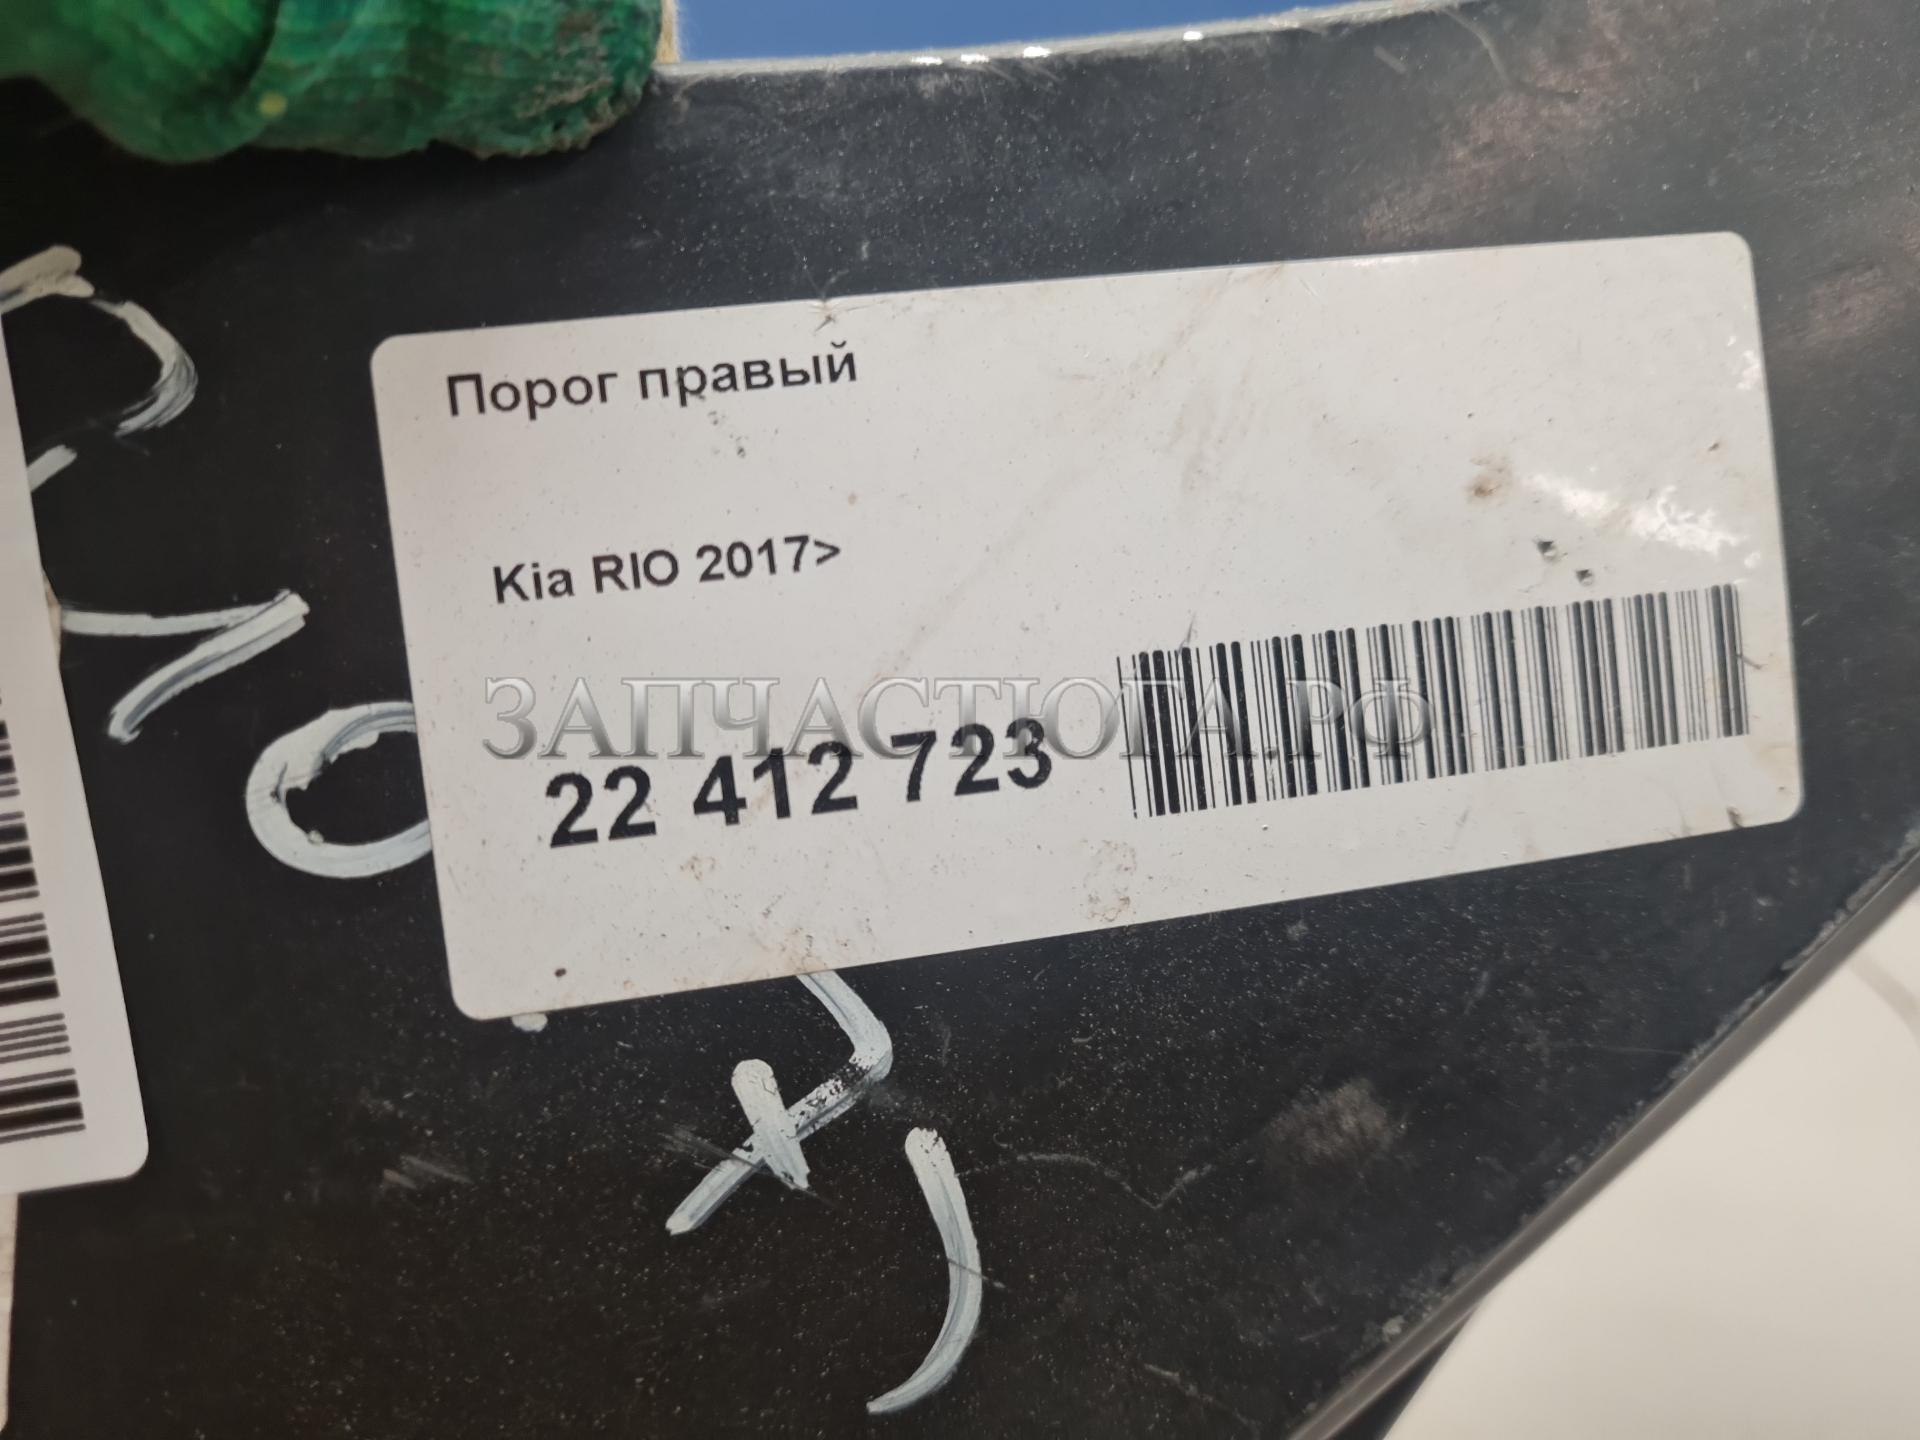 Порог правый
Kia RIO 2017>
ЗАПЧАСТЮГА.РФ
22 412 723